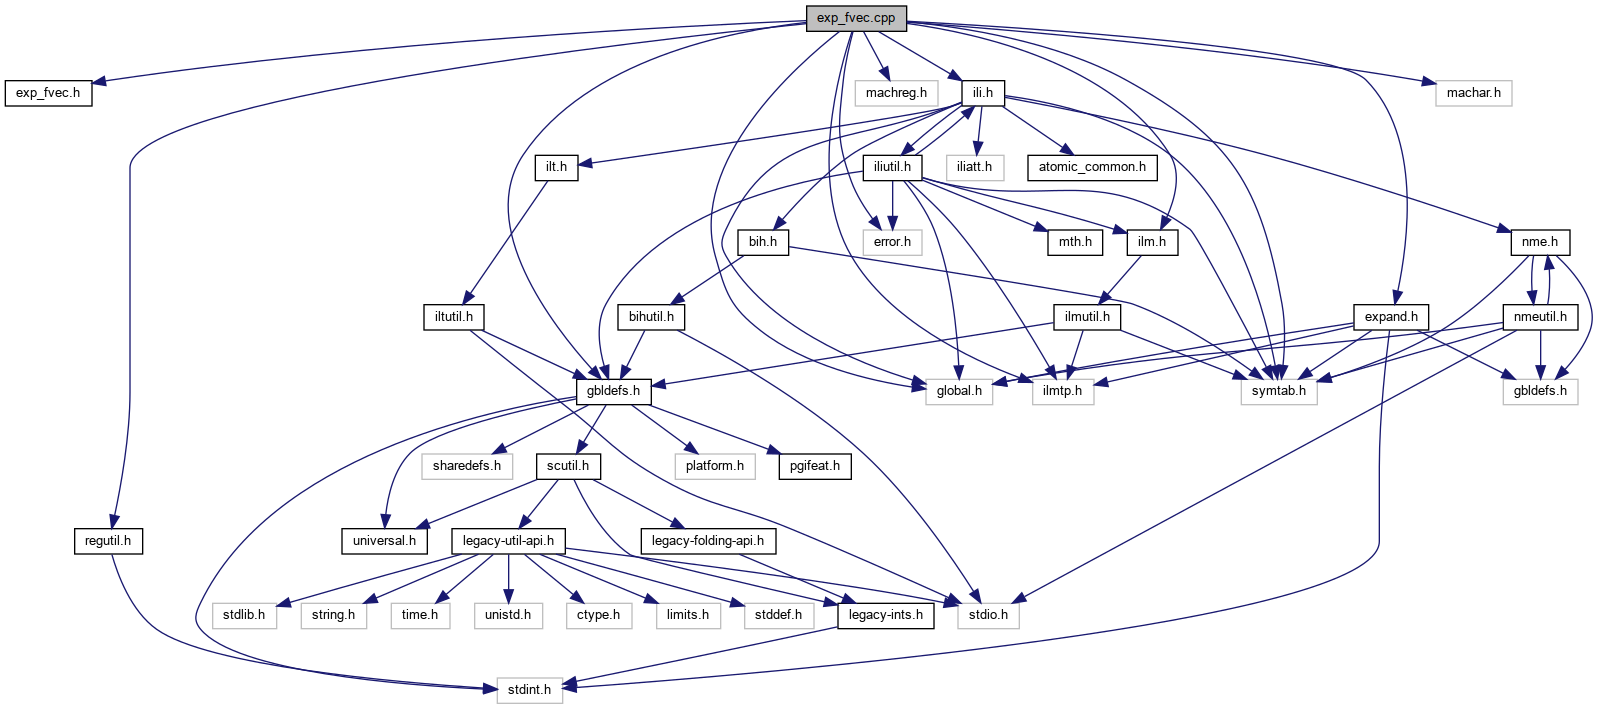 exp_fvec.cpp
exp_fvec.h
machreg.h
ili.h
machar.h
ilt.h
iliutil.h
iliatt.h
atomic_common.h
bih.h
error.h
mth.h
ilm.h
nme.h
iltutil.h
bihutil.h
ilmutil.h
expand.h
nmeutil.h
gbldefs.h
global.h
ilmtp.h
symtab.h
gbldefs.h
sharedefs.h
scutil.h
platform.h
pgifeat.h
regutil.h
universal.h
legacy-util-api.h
legacy-folding-api.h
stdlib.h
string.h
time.h
unistd.h
ctype.h
limits.h
stddef.h
legacy-ints.h
stdio.h
stdint.h